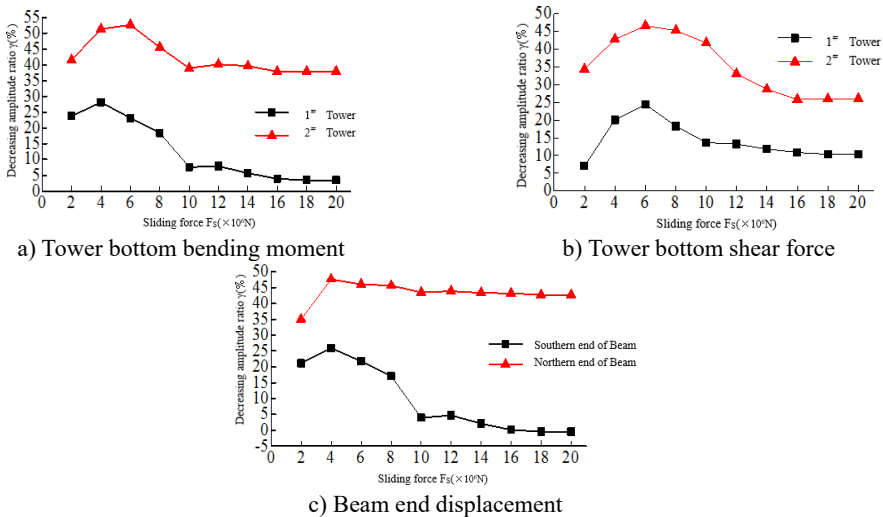 Decreasing amplitude ratio γ(%)
55
50
45
40
35
30
25
20
15
10
5
0
0 2 4 6 8 10 12 14 16 18 20
1# Tower
2# Tower
Sliding force FS(×10⁶N)
a) Tower bottom bending moment
Decreasing amplitude ratio γ(%)
50
45
40
35
30
25
20
15
10
5
0
0 2 4 6 8 10 12 14 16 18 20
1# Tower
2# Tower
Sliding force FS(×10⁶N)
b) Tower bottom shear force
Decreasing amplitude ratio γ(%)
50
45
40
35
30
25
20
15
10
5
0
-5
0 2 4 6 8 10 12 14 16 18 20
Southern end of Beam
Northern end of Beam
Sliding force FS(×10⁶N)
c) Beam end displacement